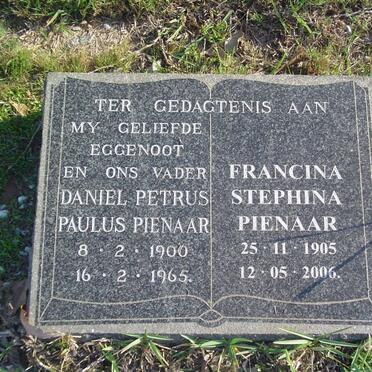 TER GEDAGTENIS AAN
MY GELIEFDE
EGGENOOT
EN ONS VADER
DANIEL PETRUS
PAULUS PIENAAR
8 · 2 · 1900
16 · 2 · 1965.
FRANCINA
STEPHINA
PIENAAR
25 · 11 · 1905
12 · 05 · 2006.